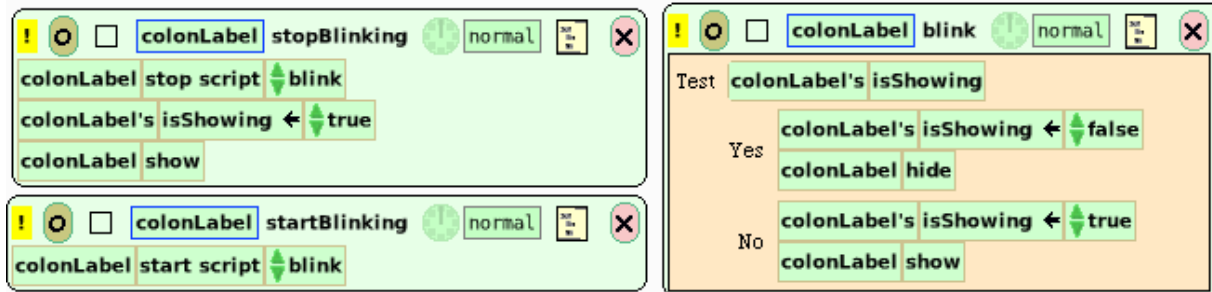 ! O colonLabel stopBlinking normal
colonLabel stop script blink
colonLabel's isShowing ← true
colonLabel show
! O colonLabel startBlinking normal
colonLabel start script blink
! O colonLabel blink normal
Test colonLabel's isShowing
Yes
colonLabel's isShowing ← false
colonLabel hide
No
colonLabel's isShowing ← true
colonLabel show